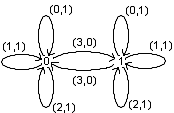 (0,1) (0,1)
(3,0)
(1,1) 0 1 (1,1)
(3,0)
(2,1) (2,1)